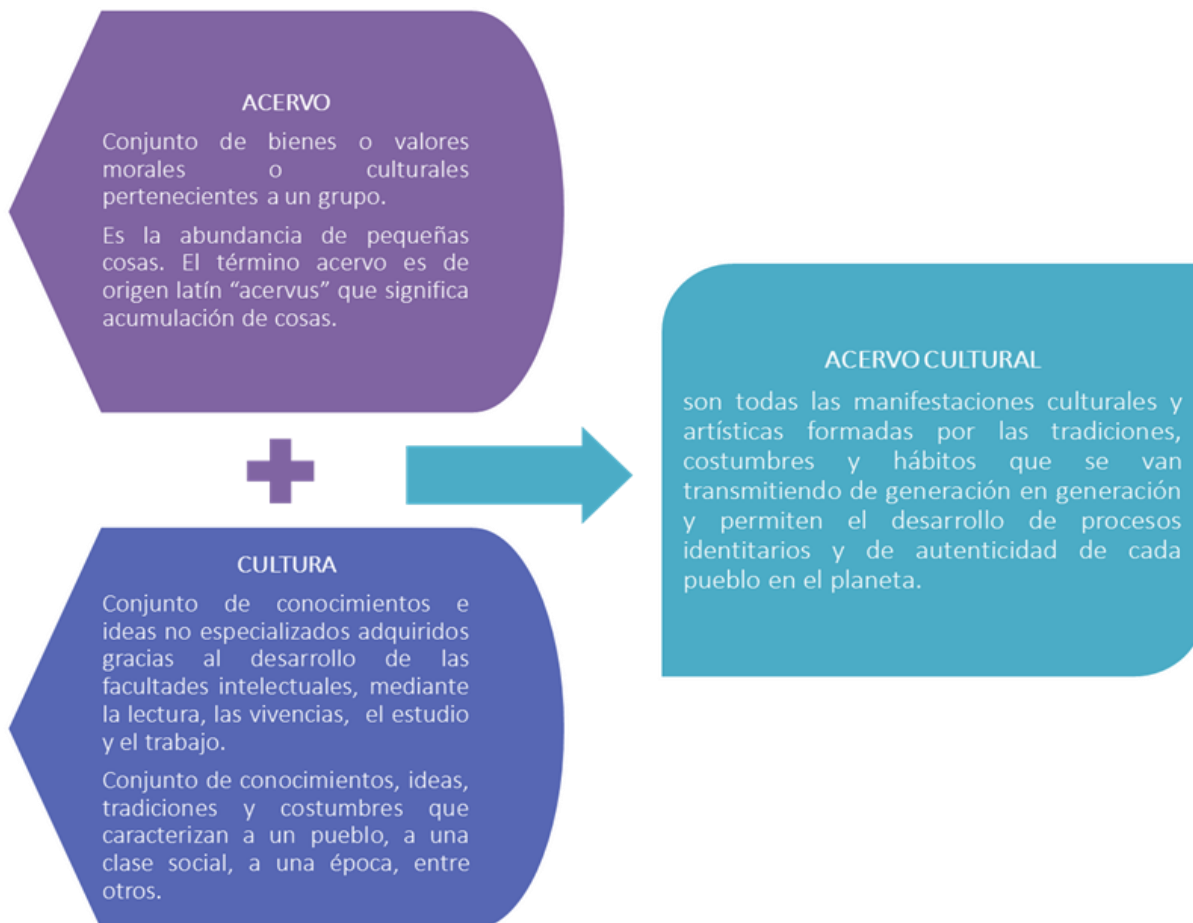 ACERVO
Conjunto de bienes o valores
morales o culturales
pertenecientes a un grupo.
Es la abundancia de pequeñas
cosas. El término acervo es de
origen latín “acervus” que significa
acumulación de cosas.
CULTURA
Conjunto de conocimientos e
ideas no especializados adquiridos
gracias al desarrollo de las
facultades intelectuales, mediante
la lectura, las vivencias, el estudio
y el trabajo.
Conjunto de conocimientos, ideas,
tradiciones y costumbres que
caracterizan a un pueblo, a una
clase social, a una época, entre
otros.
ACERVO CULTURAL
son todas las manifestaciones culturales y
artísticas formadas por las tradiciones,
costumbres y hábitos que se van
transmitiendo de generación en generación
y permiten el desarrollo de procesos
identitarios y de autenticidad de cada
pueblo en el planeta.